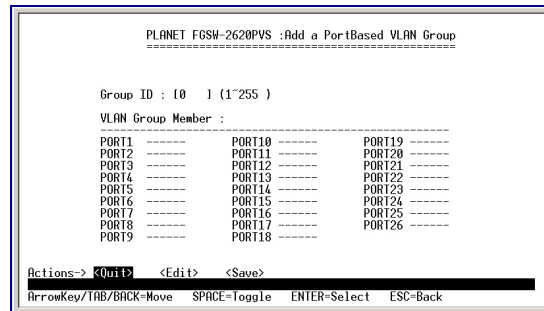 PLANET FGSW-2620PVS :Add a PortBased VLAN Group
===============================================
Group ID : [0   ] (1~255 )
VLAN Group Member :
-----------------------------------------------------
PORT1  ------  PORT10 ------  PORT19 ------
PORT2  ------  PORT11 ------  PORT20 ------
PORT3  ------  PORT12 ------  PORT21 ------
PORT4  ------  PORT13 ------  PORT22 ------
PORT5  ------  PORT14 ------  PORT23 ------
PORT6  ------  PORT15 ------  PORT24 ------
PORT7  ------  PORT16 ------  PORT25 ------
PORT8  ------  PORT17 ------  PORT26 ------
PORT9  ------  PORT18 ------
Actions-> <Quit>  <Edit>  <Save>
ArrowKey/TAB/BACK=Move  SPACE=Toggle  ENTER=Select  ESC=Back